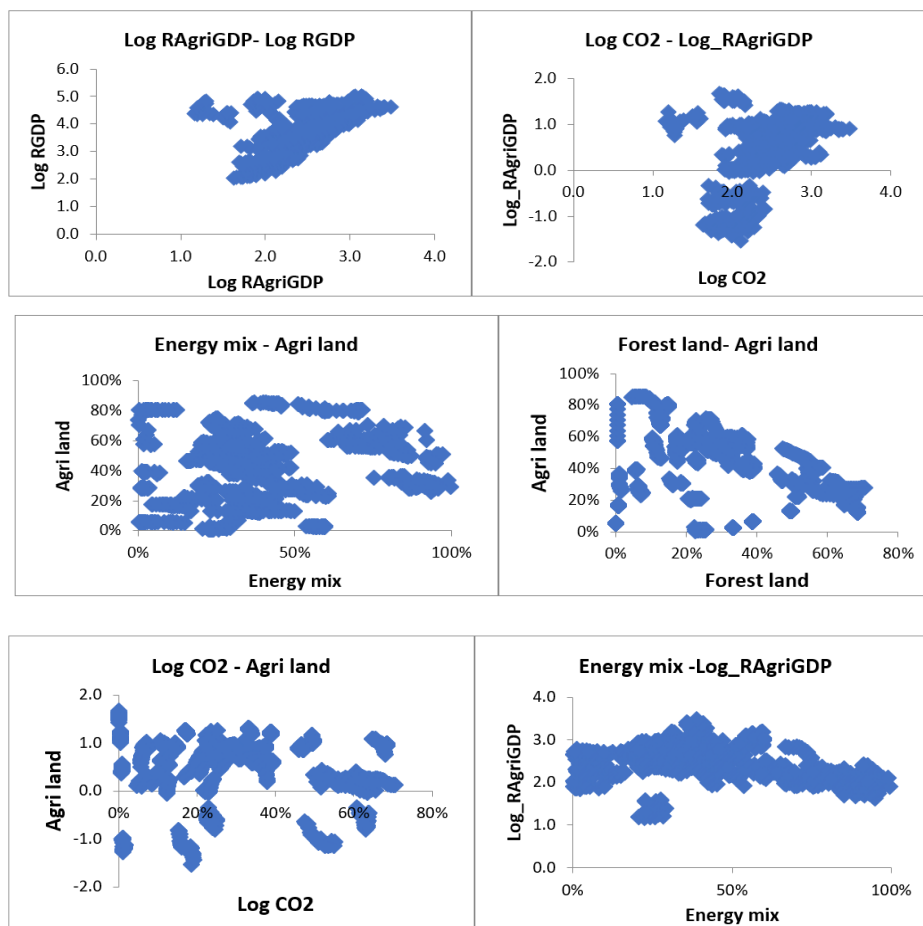 Log RAgriGDP- Log RGDP
6.0
5.0
4.0
3.0
2.0
1.0
0.0
Log RGDP
0.0 1.0 2.0 3.0 4.0
Log RAgriGDP
Log CO2 - Log_RAgriGDP
2.0
1.0
0.0
-1.0
-2.0
Log_RAgriGDP
0.0 1.0 2.0 3.0 4.0
Log CO2
Energy mix - Agri land
100%
80%
60%
40%
20%
0%
Agri land
0% 50% 100%
Energy mix
Forest land- Agri land
100%
80%
60%
40%
20%
0%
Agri land
0% 20% 40% 60% 80%
Forest land
Log CO2 - Agri land
2.0
1.0
0.0
-1.0
-2.0
Agri land
0% 20% 40% 60% 80%
Log CO2
Energy mix -Log_RAgriGDP
4.0
3.0
2.0
1.0
0.0
Log_RAgriGDP
0% 50% 100%
Energy mix